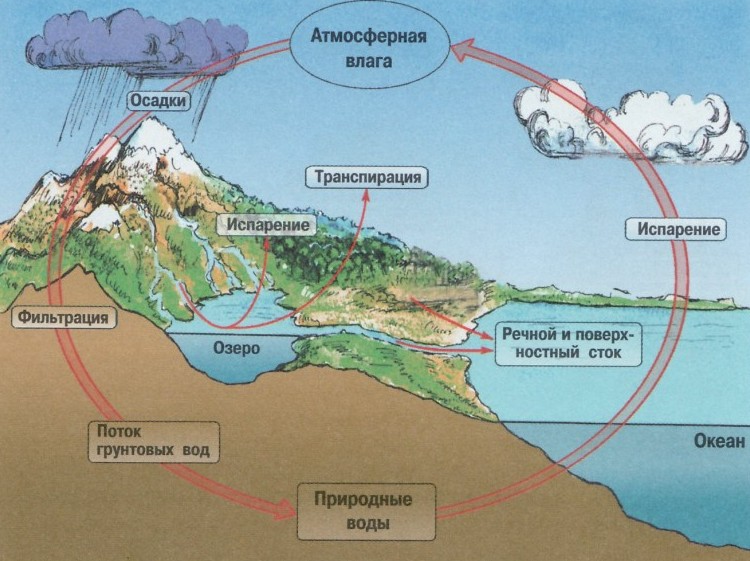 Атмосферная
влага
Осадки
Транспирация
Испарение
Испарение
Фильтрация
Озеро
Речной и поверх-
ностный сток
Поток
грунтовых вод
Океан
Природные
воды